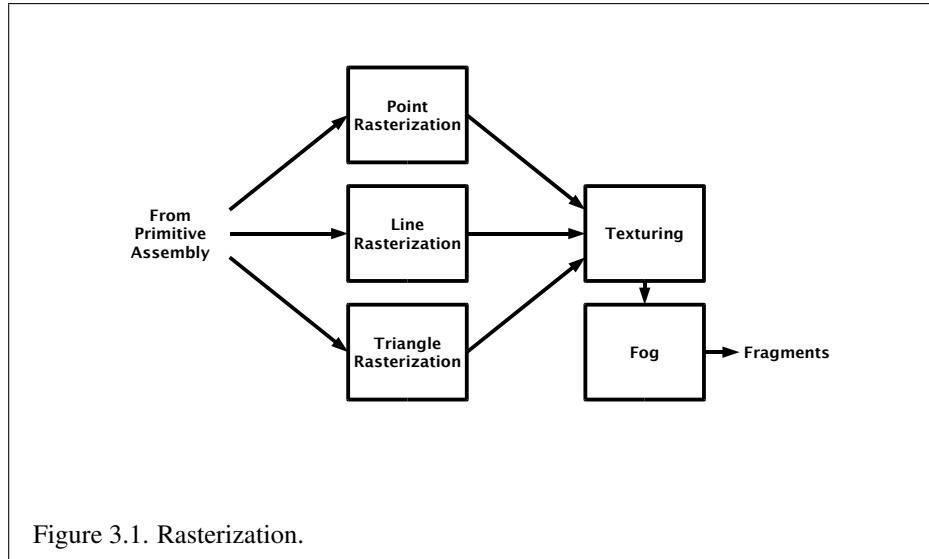 Point
Rasterization
From
Primitive
Assembly
Line
Rasterization
Texturing
Triangle
Rasterization
Fog
Fragments
Figure 3.1. Rasterization.